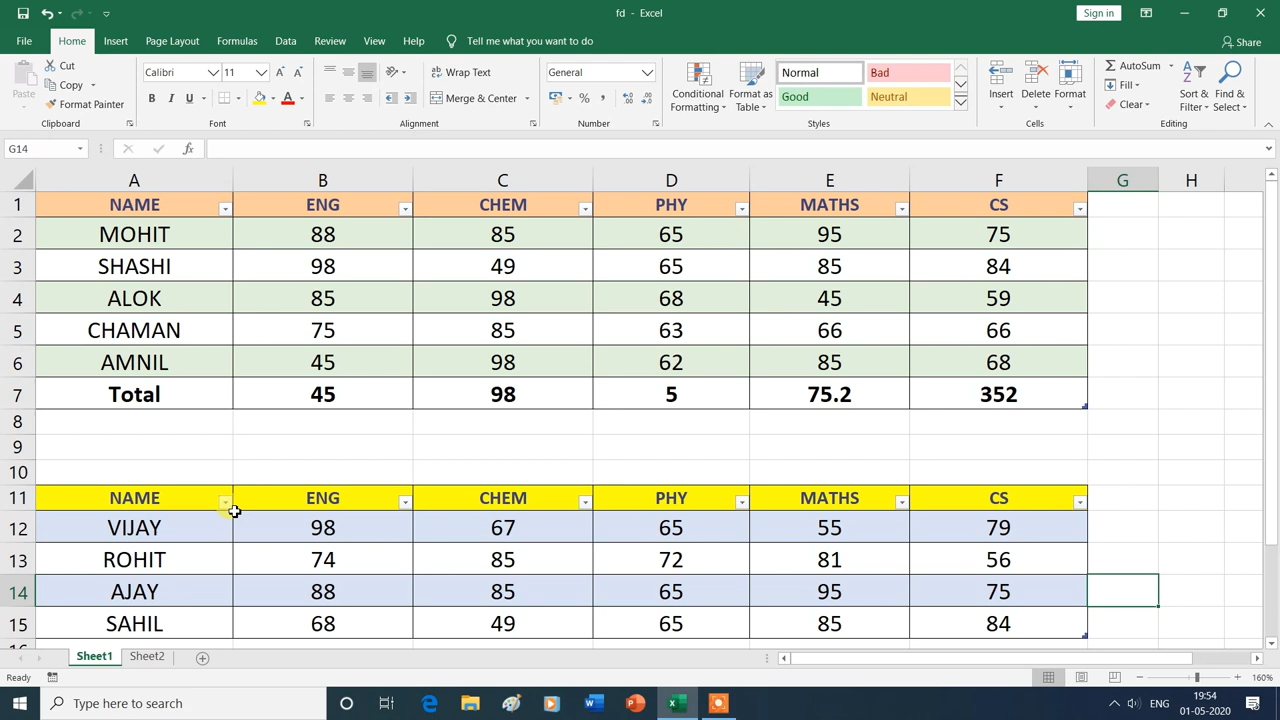 fd - Excel
Sign in
File Home Insert Page Layout Formulas Data Review View Help Tell me what you want to do Share
Paste
Cut
Copy
Format Painter
Clipboard
Calibri 11
B I U A
Font
Wrap Text
Merge & Center
Alignment
General
%
Number
Conditional Formatting
Format as Table
Normal Bad
Good Neutral
Styles
Insert Delete Format
Cells
AutoSum
Fill
Clear
Sort & Filter
Find & Select
Editing
G14 fx
A B C D E F G H
1 NAME ENG CHEM PHY MATHS CS
2 MOHIT 88 85 65 95 75
3 SHASHI 98 49 65 85 84
4 ALOK 85 98 68 45 59
5 CHAMAN 75 85 63 66 66
6 AMNIL 45 98 62 85 68
7 Total 45 98 5 75.2 352
8
9
10
11 NAME ENG CHEM PHY MATHS CS
12 VIJAY 98 67 65 55 79
13 ROHIT 74 85 72 81 56
14 AJAY 88 85 65 95 75
15 SAHIL 68 49 65 85 84
16
Sheet1 Sheet2
Ready 160%
Type here to search
ENG
19:54
01-05-2020